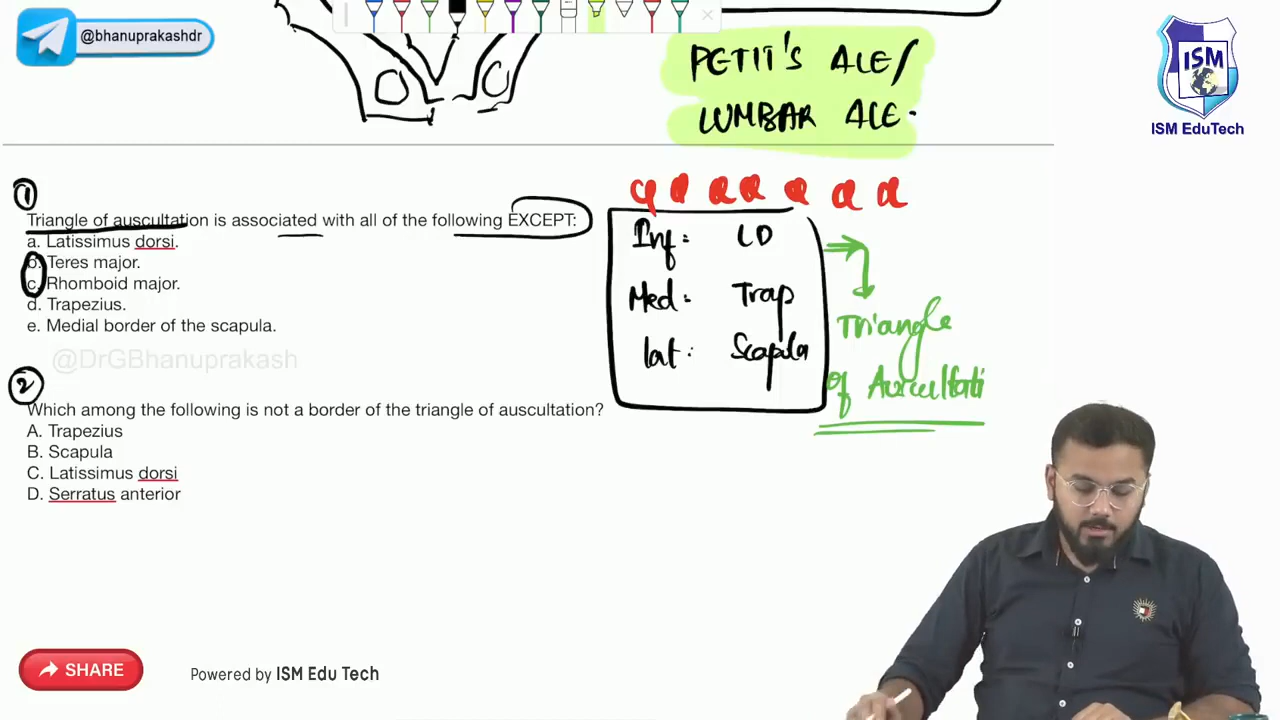 @bhanuprakashdr
PETIT'S ALE/
LUMBAR ALE.
ISM
ISM EduTech
1
Triangle of auscultation is associated with all of the following EXCEPT:
a. Latissimus dorsi.
b. Teres major.
c. Rhomboid major.
d. Trapezius.
e. Medial border of the scapula.
Inf: LD
Med: Trap
lat: Scapula
Triangle
of Auscultati
@DrGBhanuprakash
2
Which among the following is not a border of the triangle of auscultation?
A. Trapezius
B. Scapula
C. Latissimus dorsi
D. Serratus anterior
SHARE
Powered by ISM Edu Tech